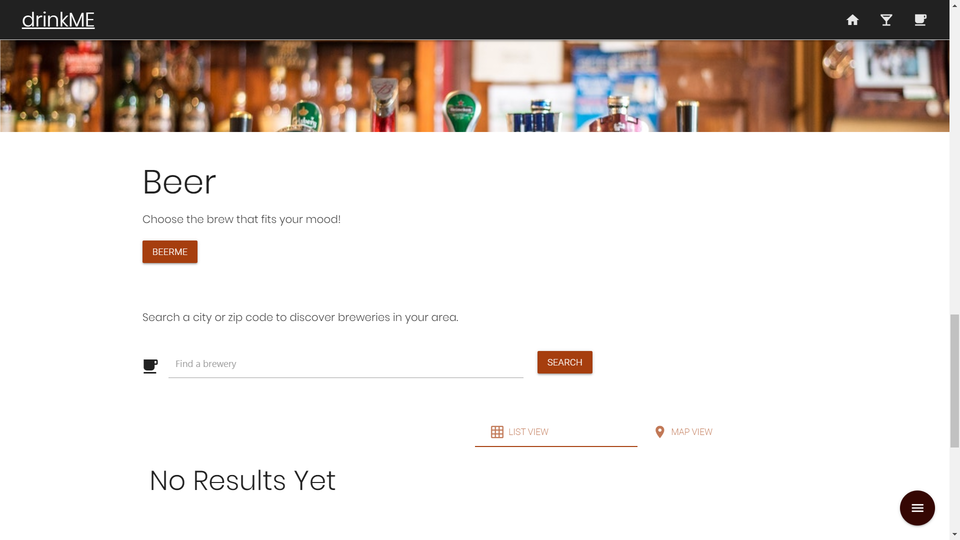 drinkME
Beer
Choose the brew that fits your mood!
BEERME
Search a city or zip code to discover breweries in your area.
Find a brewery
SEARCH
LIST VIEW
MAP VIEW
No Results Yet